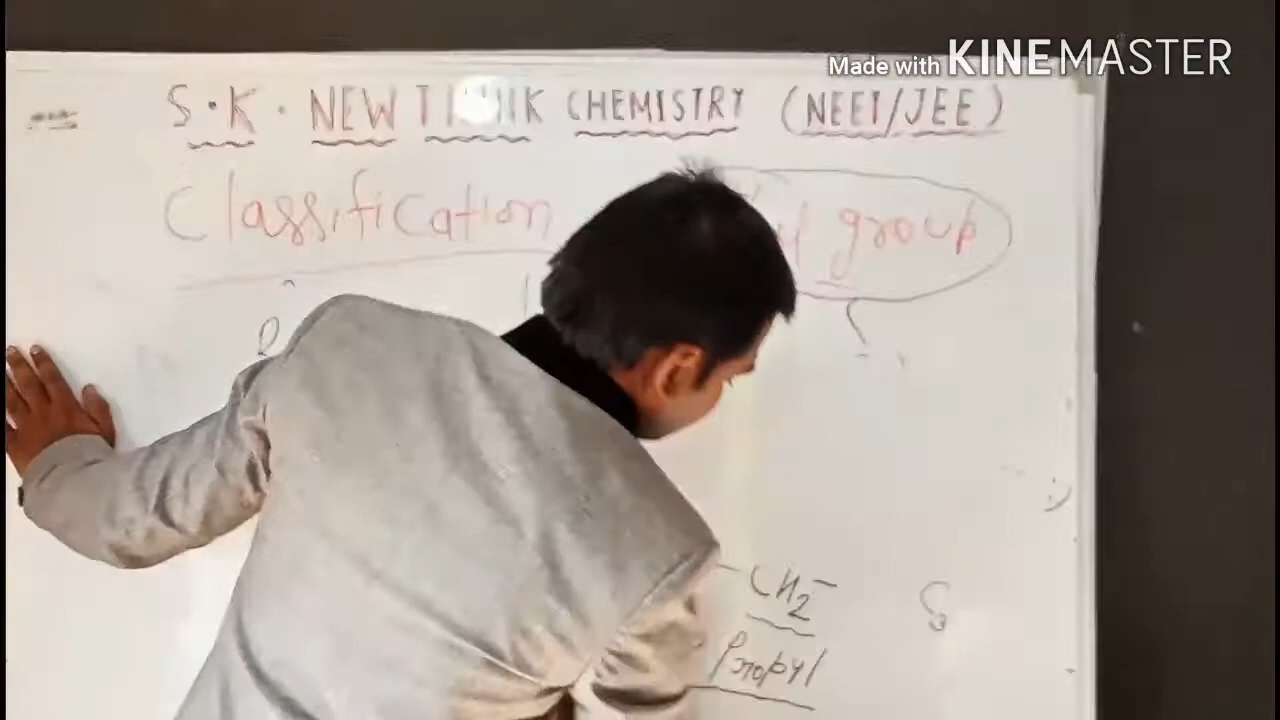 Made with KINEMASTER
S.K. NEW THINK CHEMISTRY (NEET/JEE)
Classification group
— CH2—
Propyl